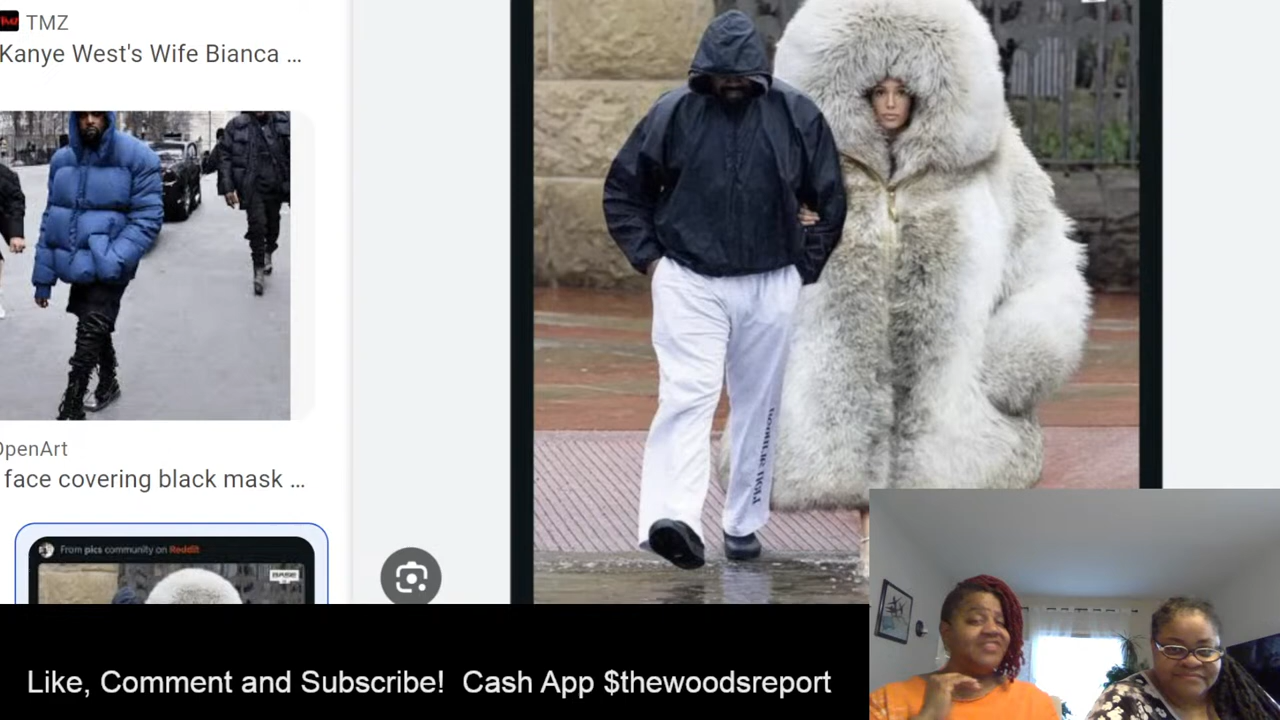 TMZ
Kanye West's Wife Bianca ...
OpenArt
face covering black mask ...
From pics community on Reddit
Like, Comment and Subscribe! Cash App $thewoodsreport